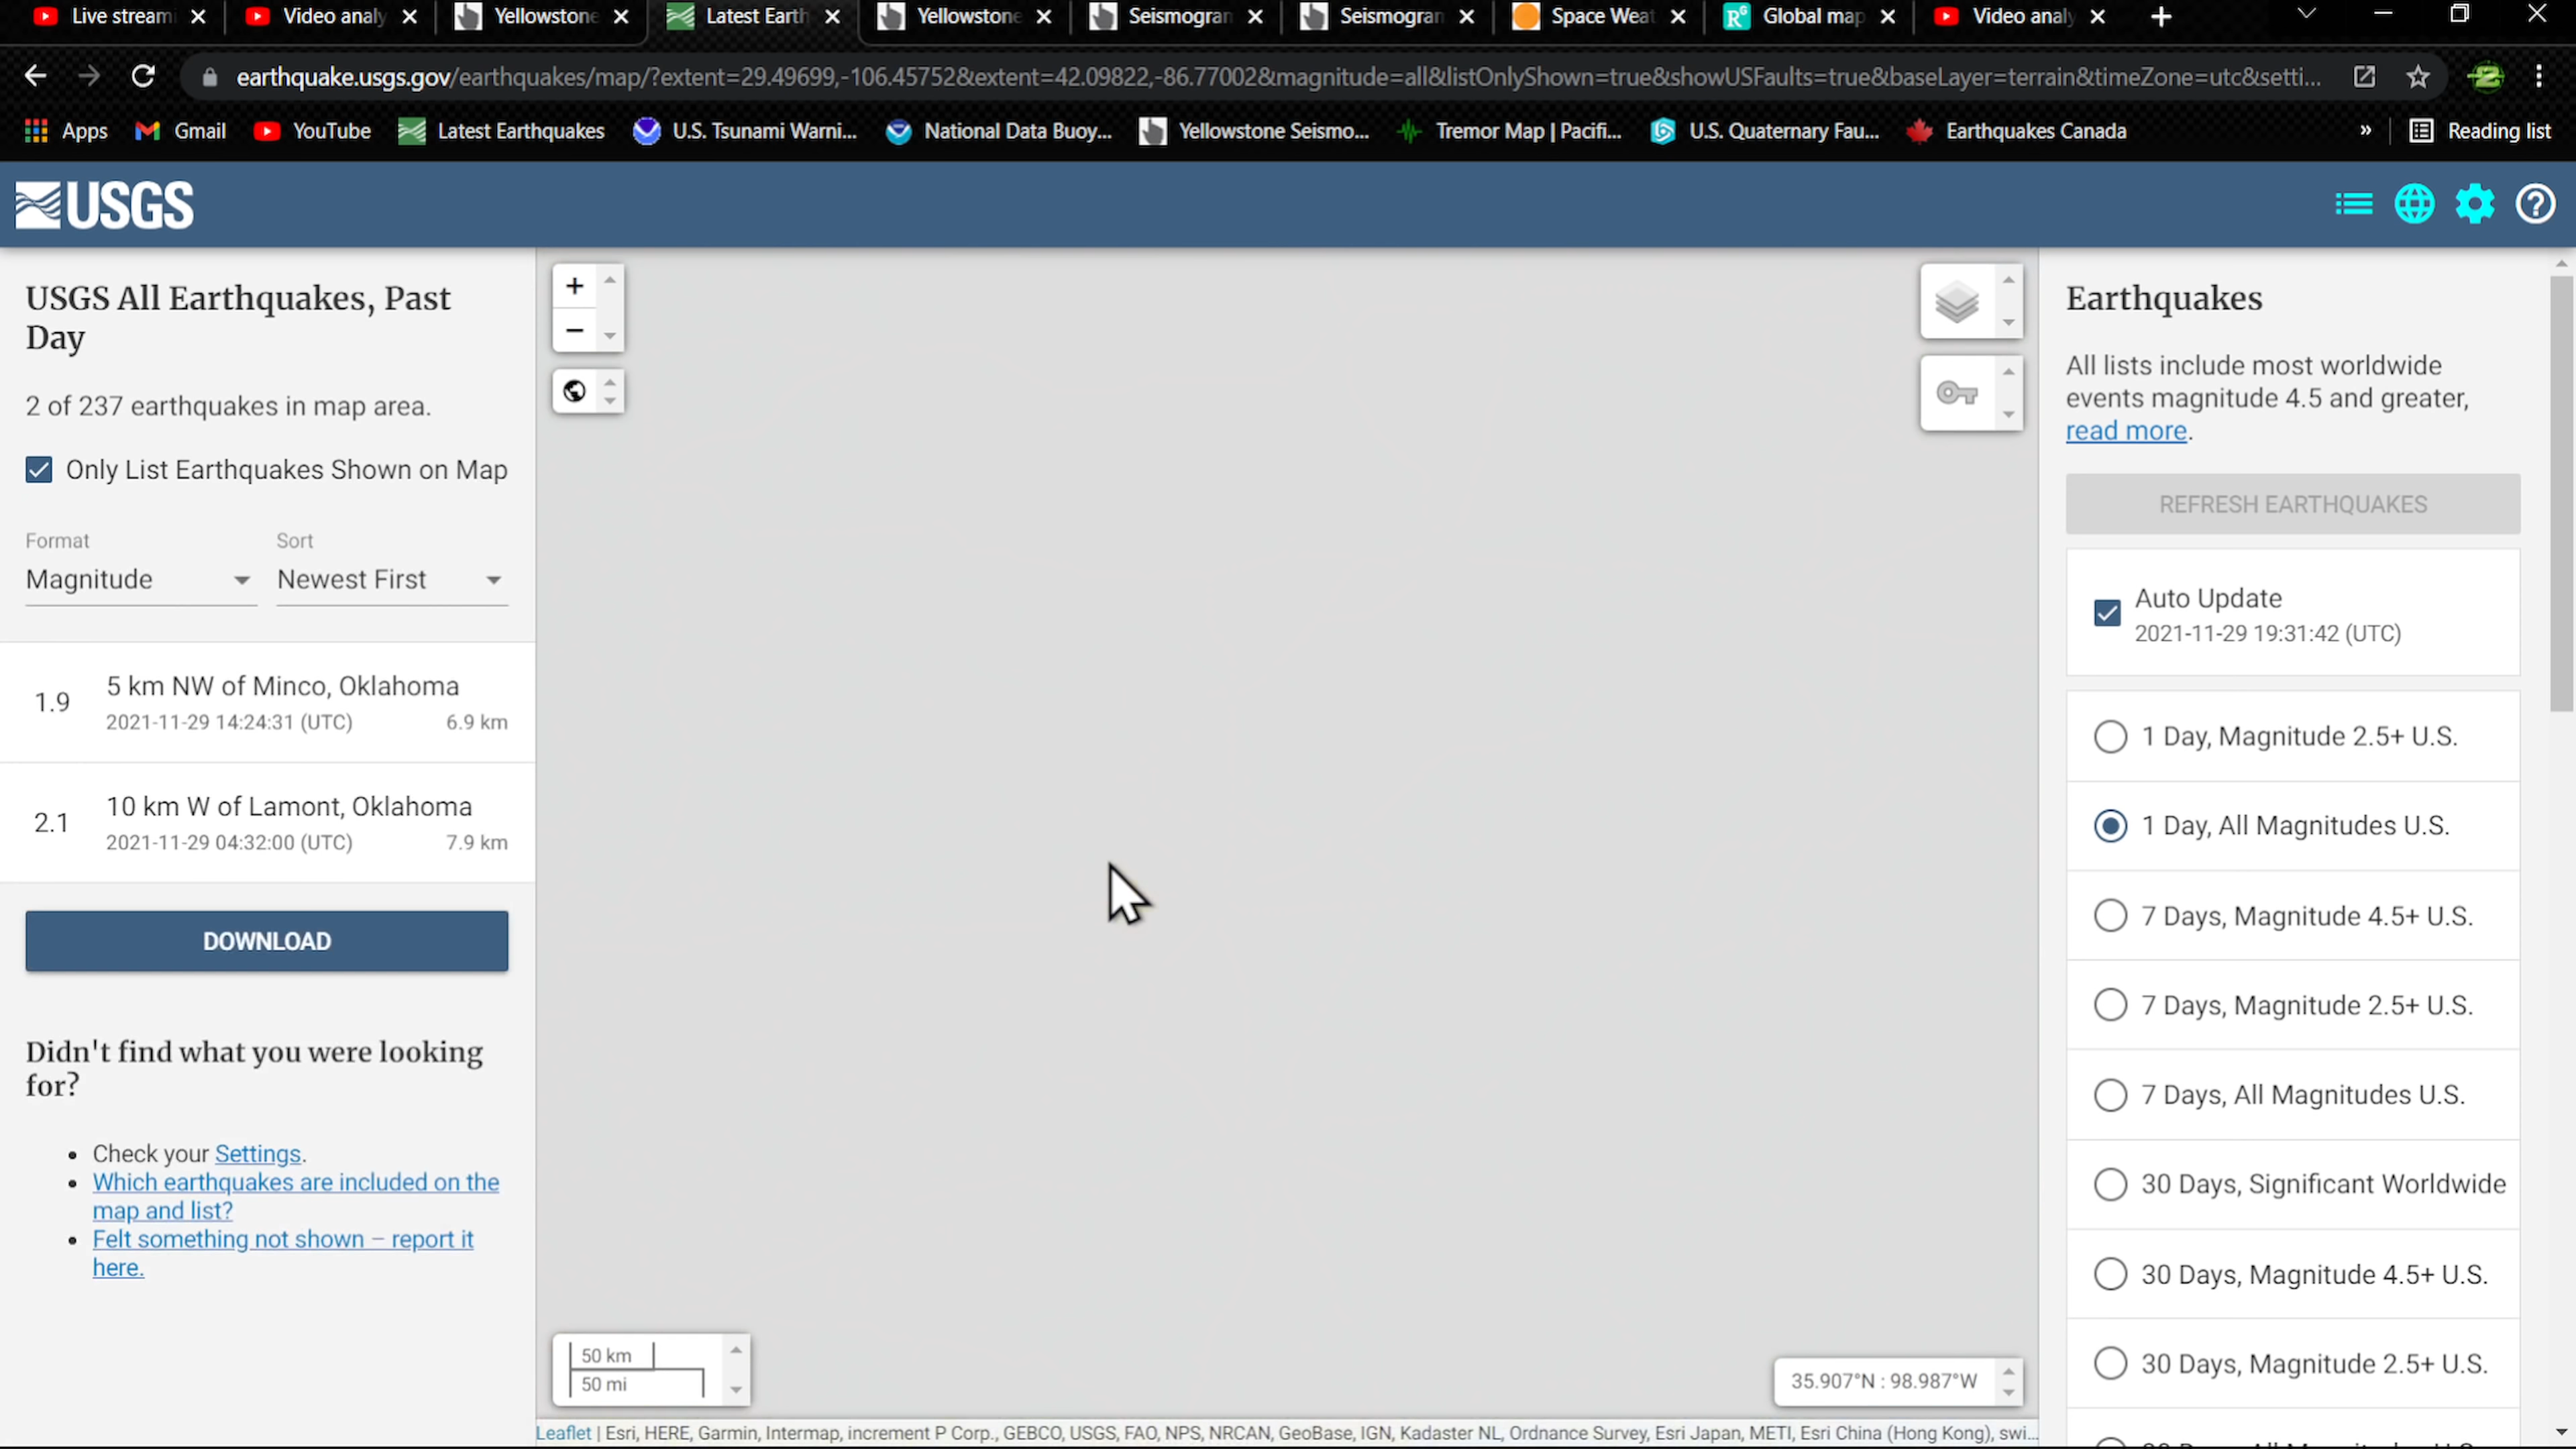 Live streami
Video analy
Yellowstone
Latest Earth
Yellowstone
Seismogran
Seismogran
Space Weat
Global map
Video analy
earthquake.usgs.gov/earthquakes/map/?extent=29.49699,-106.45752&extent=42.09822,-86.77002&magnitude=all&listOnlyShown=true&showUSFaults=true&baseLayer=terrain&timeZone=utc&setti...
Apps
Gmail
YouTube
Latest Earthquakes
U.S. Tsunami Warni...
National Data Buoy...
Yellowstone Seismo...
Tremor Map | Pacifi...
U.S. Quaternary Fau...
Earthquakes Canada
»
Reading list
USGS
USGS All Earthquakes, Past
Day
2 of 237 earthquakes in map area.
Only List Earthquakes Shown on Map
Format Sort
Magnitude Newest First
1.9 5 km NW of Minco, Oklahoma
2021-11-29 14:24:31 (UTC) 6.9 km
2.1 10 km W of Lamont, Oklahoma
2021-11-29 04:32:00 (UTC) 7.9 km
DOWNLOAD
Didn't find what you were looking
for?
Check your Settings.
Which earthquakes are included on the
map and list?
Felt something not shown – report it
here.
+
−
50 km
50 mi
35.907°N : 98.987°W
Leaflet | Esri, HERE, Garmin, Intermap, increment P Corp., GEBCO, USGS, FAO, NPS, NRCAN, GeoBase, IGN, Kadaster NL, Ordnance Survey, Esri Japan, METI, Esri China (Hong Kong), swi...
Earthquakes
All lists include most worldwide
events magnitude 4.5 and greater,
read more.
REFRESH EARTHQUAKES
Auto Update
2021-11-29 19:31:42 (UTC)
1 Day, Magnitude 2.5+ U.S.
1 Day, All Magnitudes U.S.
7 Days, Magnitude 4.5+ U.S.
7 Days, Magnitude 2.5+ U.S.
7 Days, All Magnitudes U.S.
30 Days, Significant Worldwide
30 Days, Magnitude 4.5+ U.S.
30 Days, Magnitude 2.5+ U.S.